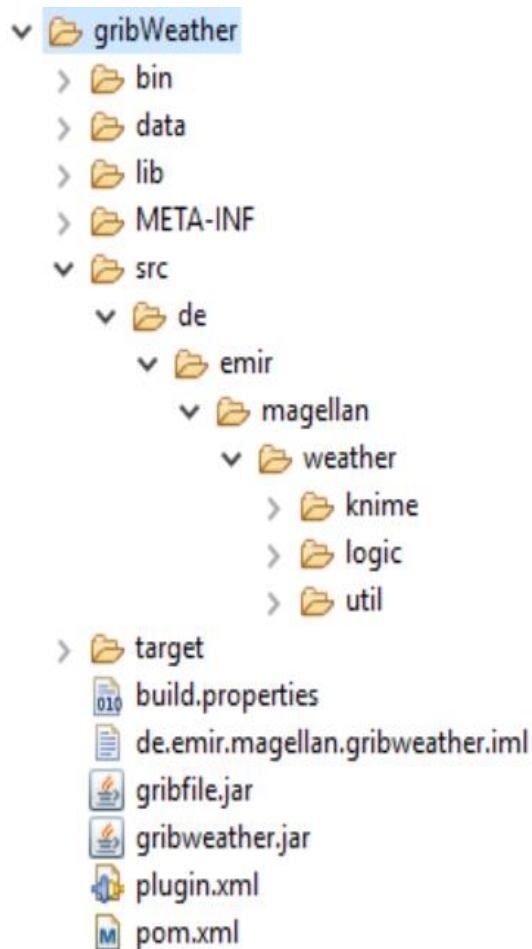 gribWeather
bin
data
lib
META-INF
src
de
emir
magellan
weather
knime
logic
util
target
build.properties
de.emir.magellan.gribweather.iml
gribfile.jar
gribweather.jar
plugin.xml
pom.xml